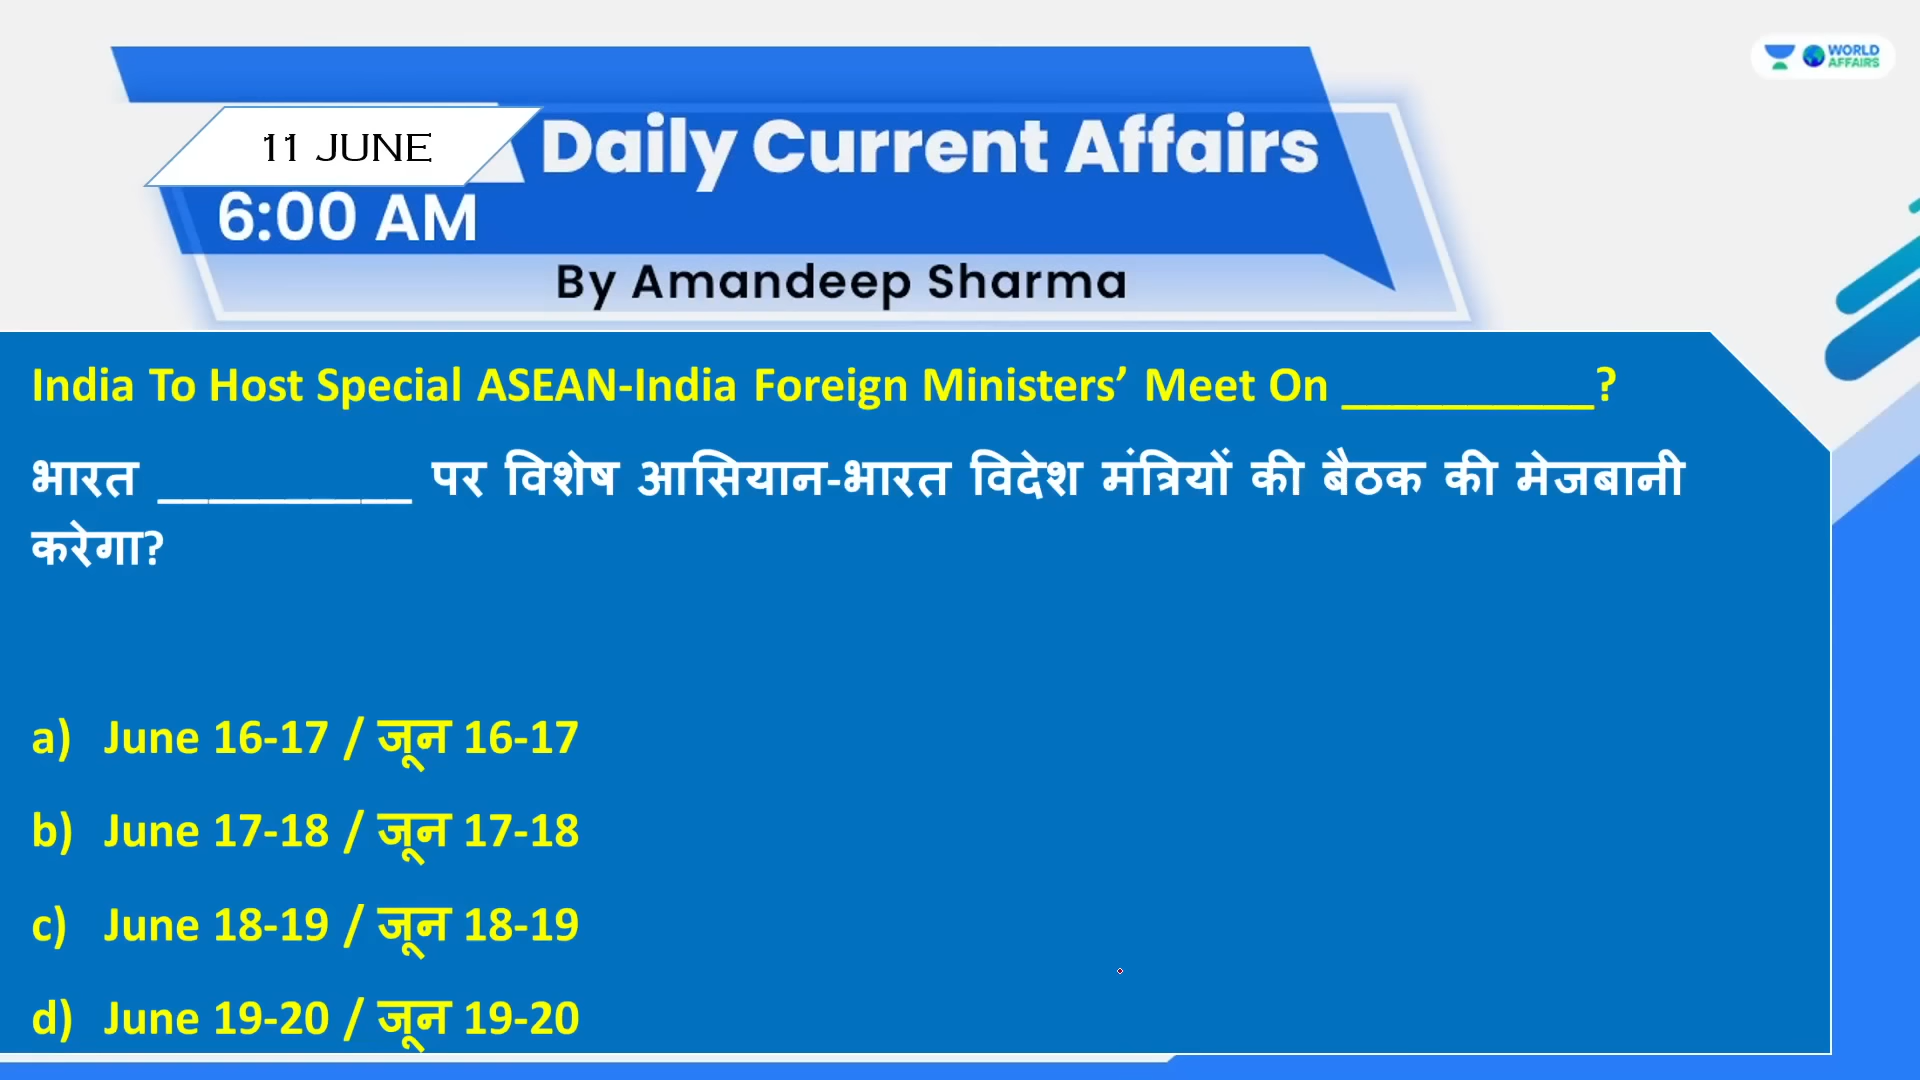 WORLD
AFFAIRS
11 JUNE
Daily Current Affairs
6:00 AM
By Amandeep Sharma
India To Host Special ASEAN-India Foreign Ministers’ Meet On __________?
भारत __________ पर विशेष आसियान-भारत विदेश मंत्रियों की बैठक की मेजबानी
करेगा?
a) June 16-17 / जून 16-17
b) June 17-18 / जून 17-18
c) June 18-19 / जून 18-19
d) June 19-20 / जून 19-20